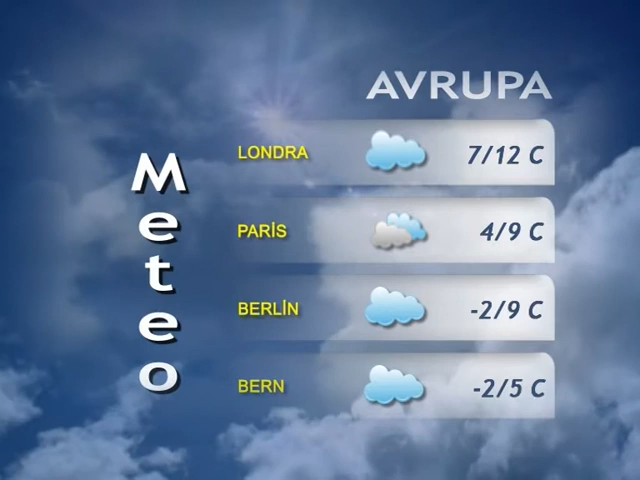 AVRUPA
Meteo
LONDRA 7/12 C
PARİS 4/9 C
BERLİN -2/9 C
BERN -2/5 C